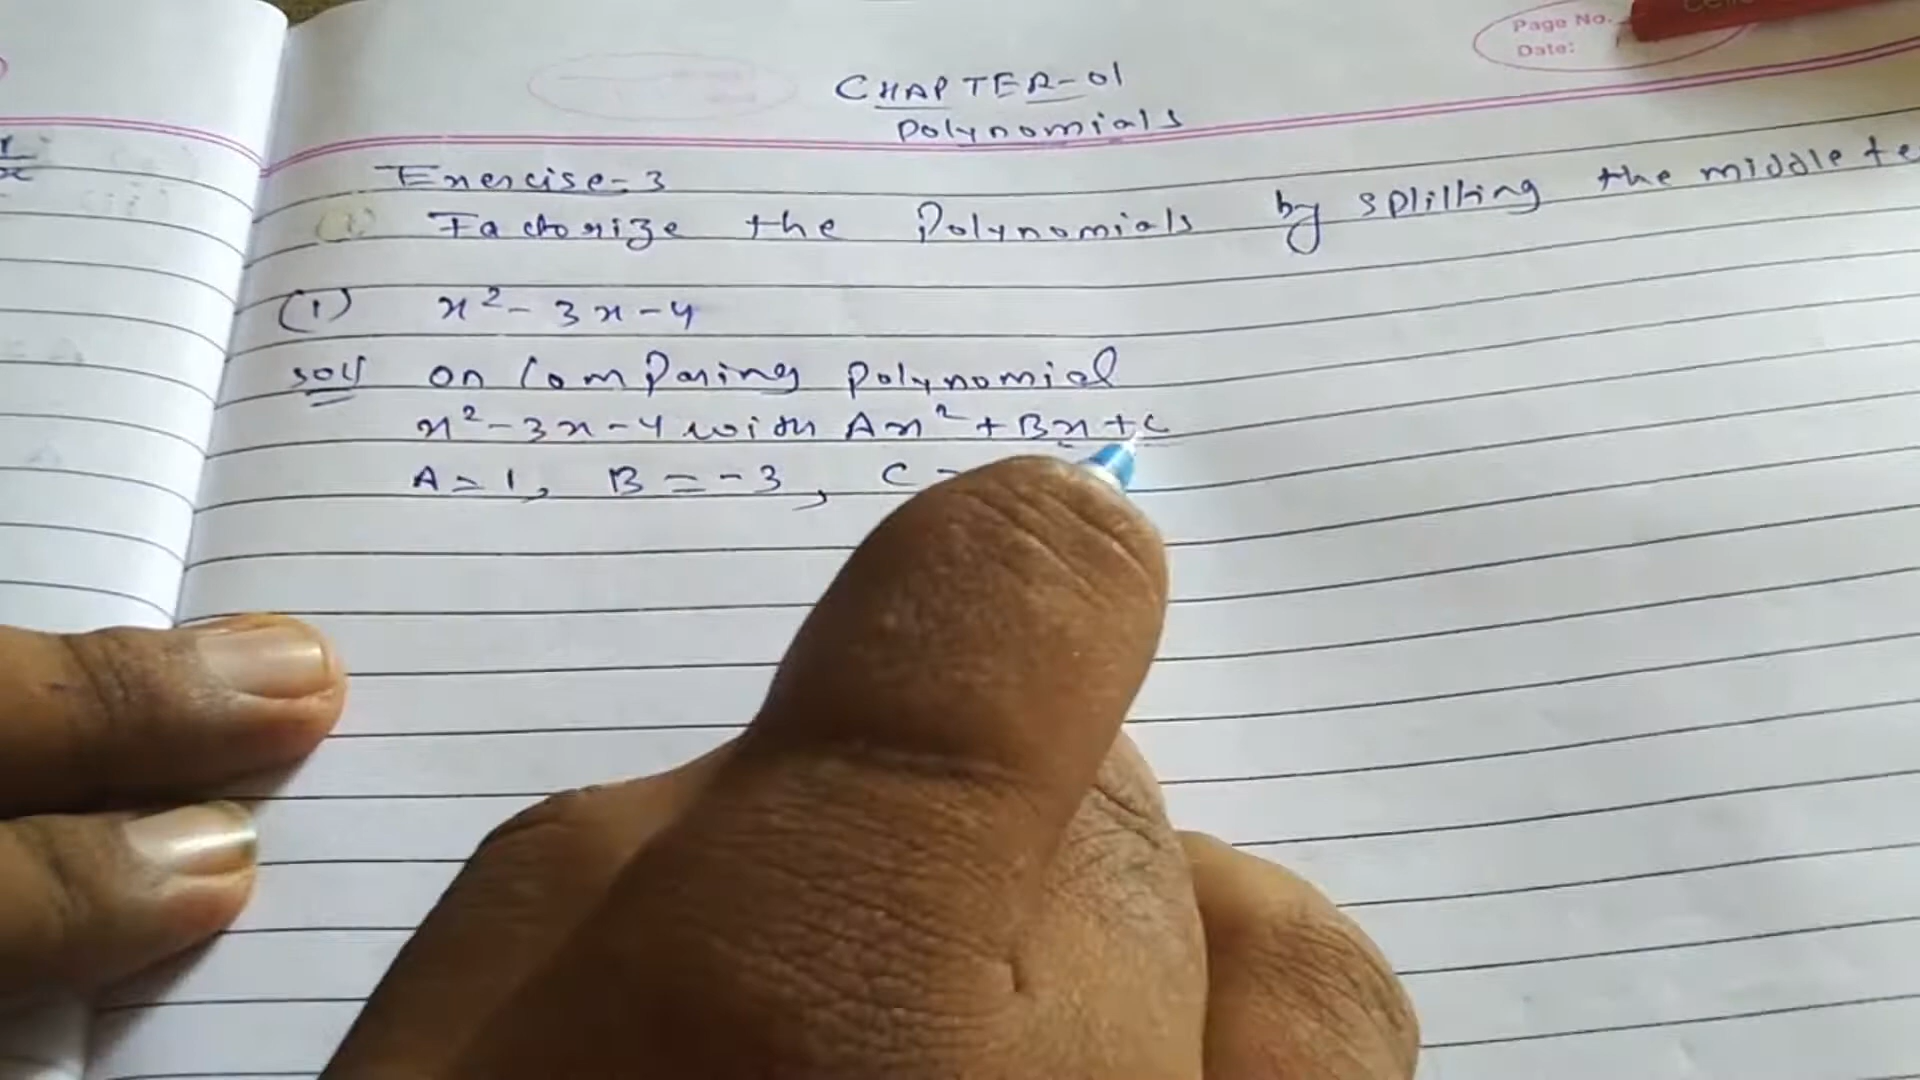 Page No.
Date:
CHAPTER-01
Polynomials
Exercise-3
Factorize the Polynomials by splitting the middle te
(1) x² - 3x - 4
Solⁿ on Comparing polynomial
x² - 3x - 4 with Ax² + Bx + C
A = 1, B = -3, C =